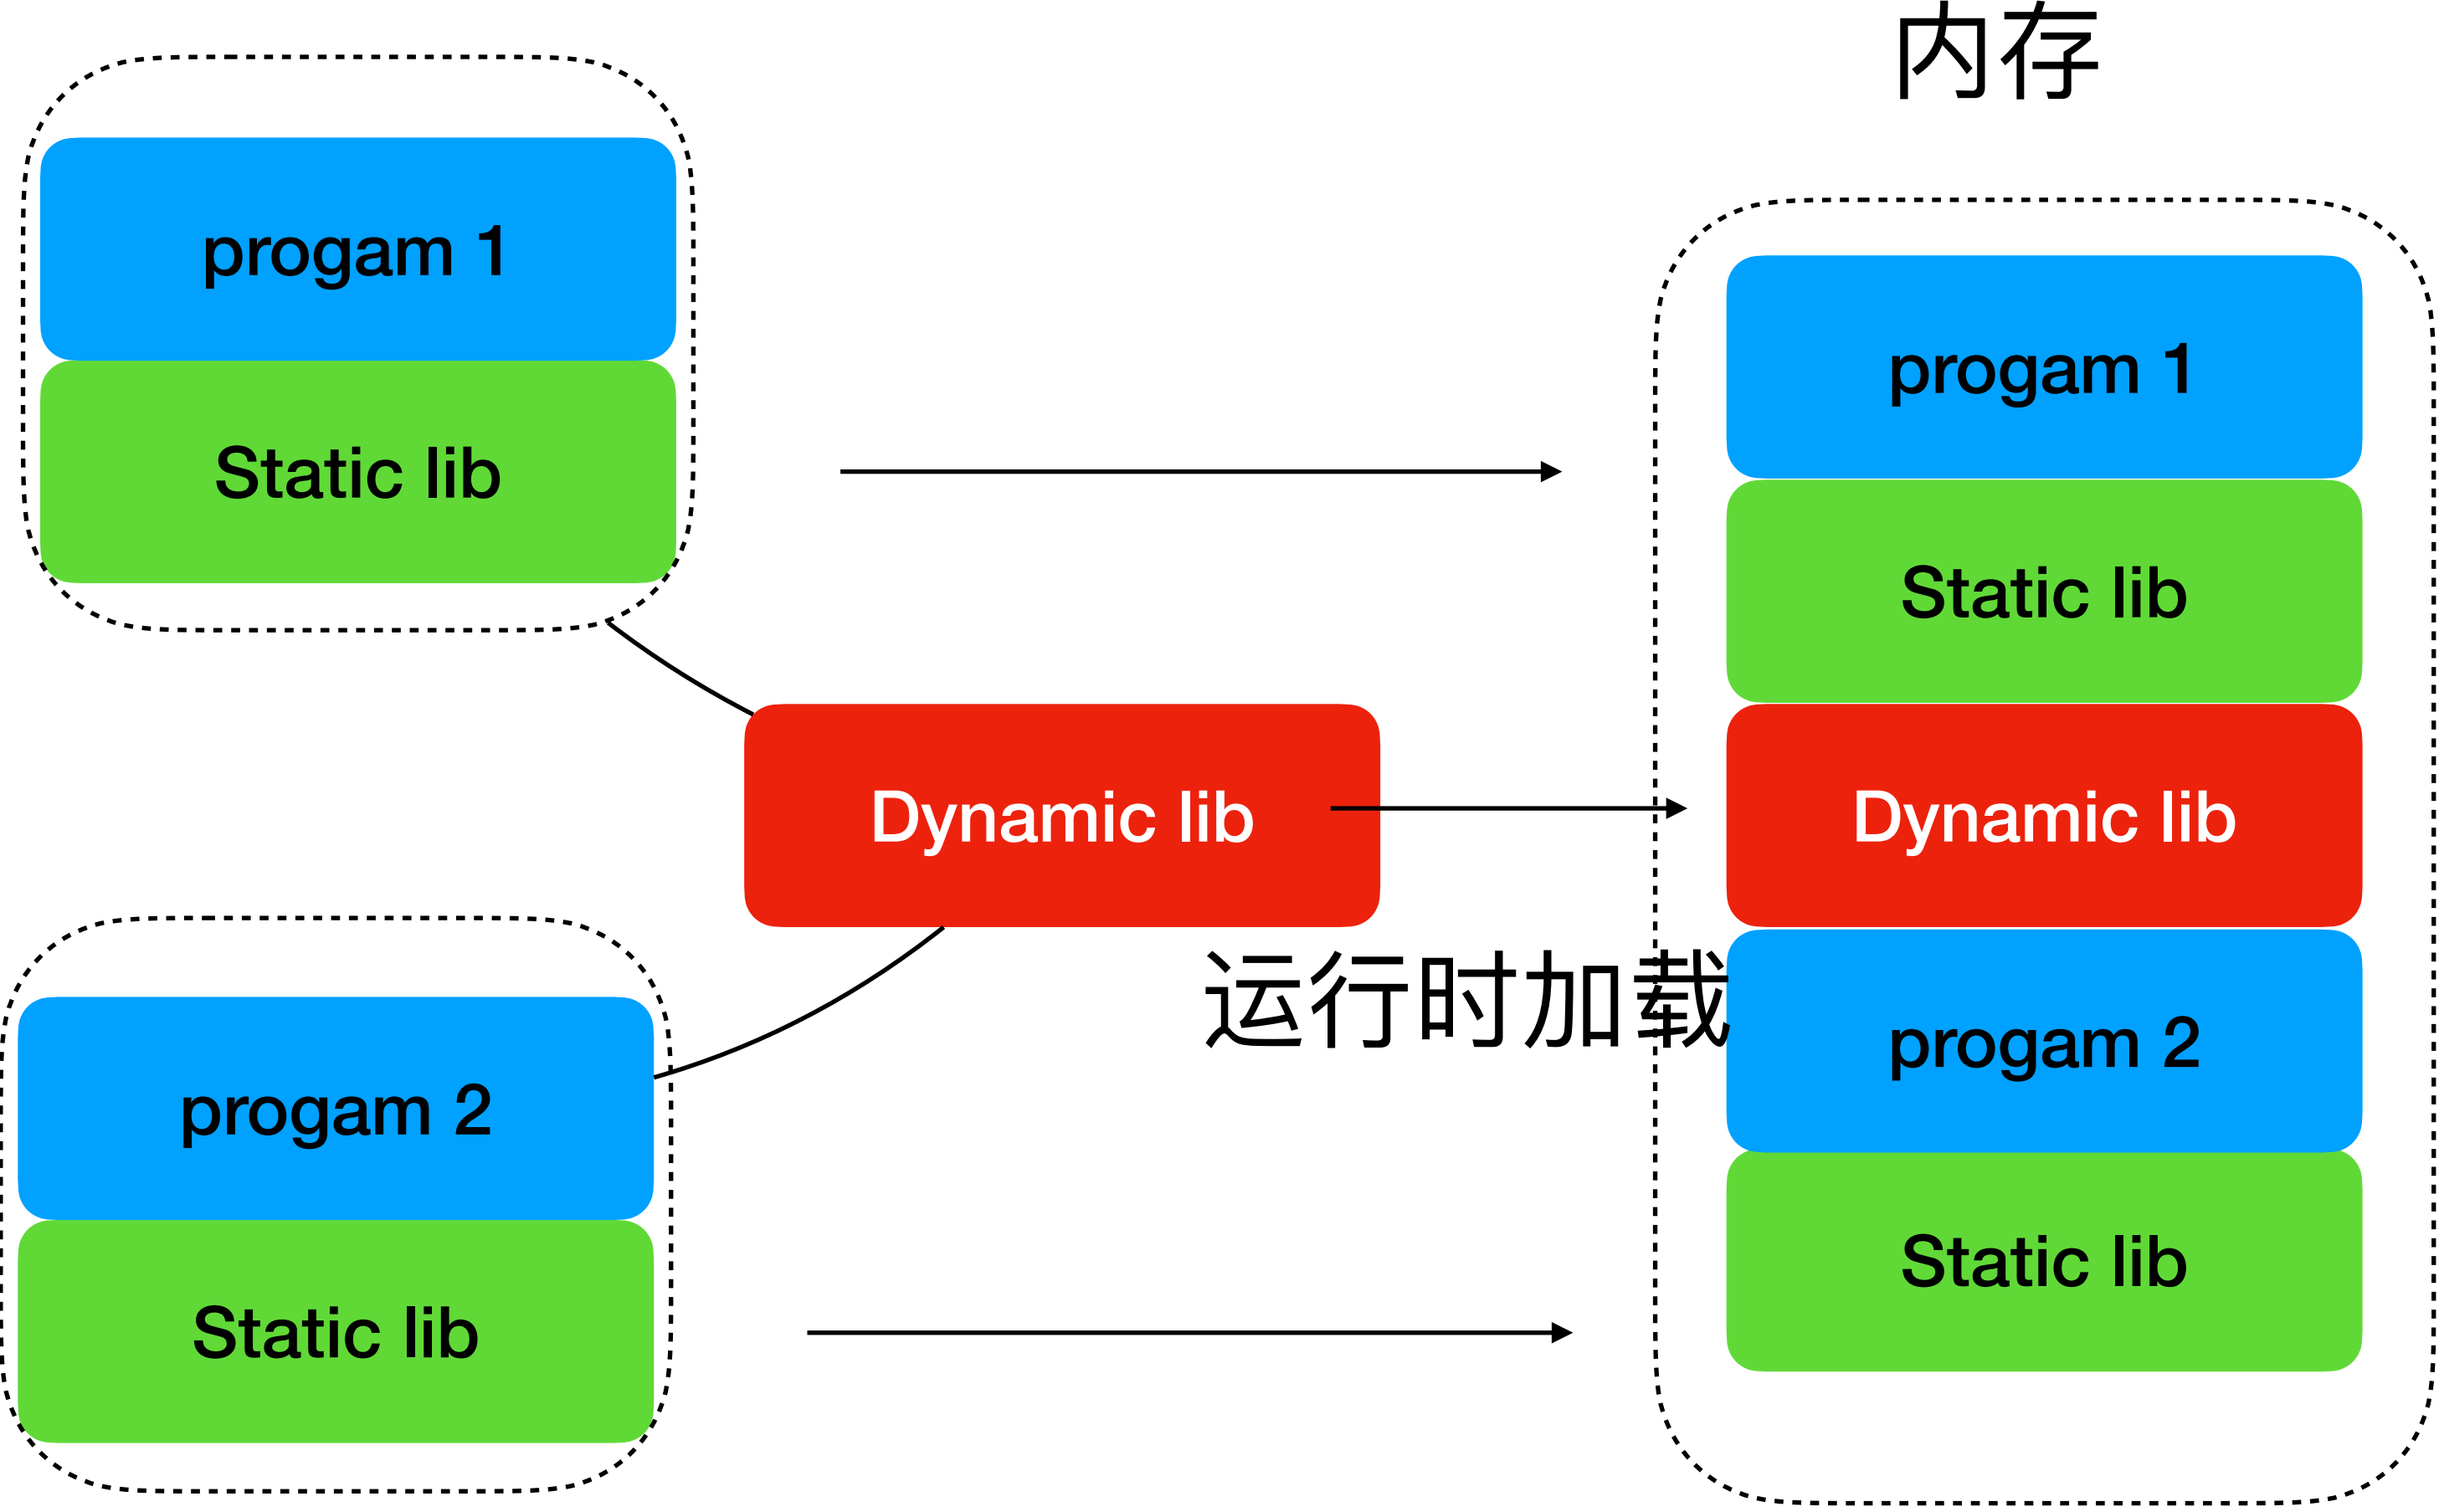 内存
progam 1
Static lib
Dynamic lib
progam 2
Static lib
运行时加载
progam 1
Static lib
Dynamic lib
progam 2
Static lib